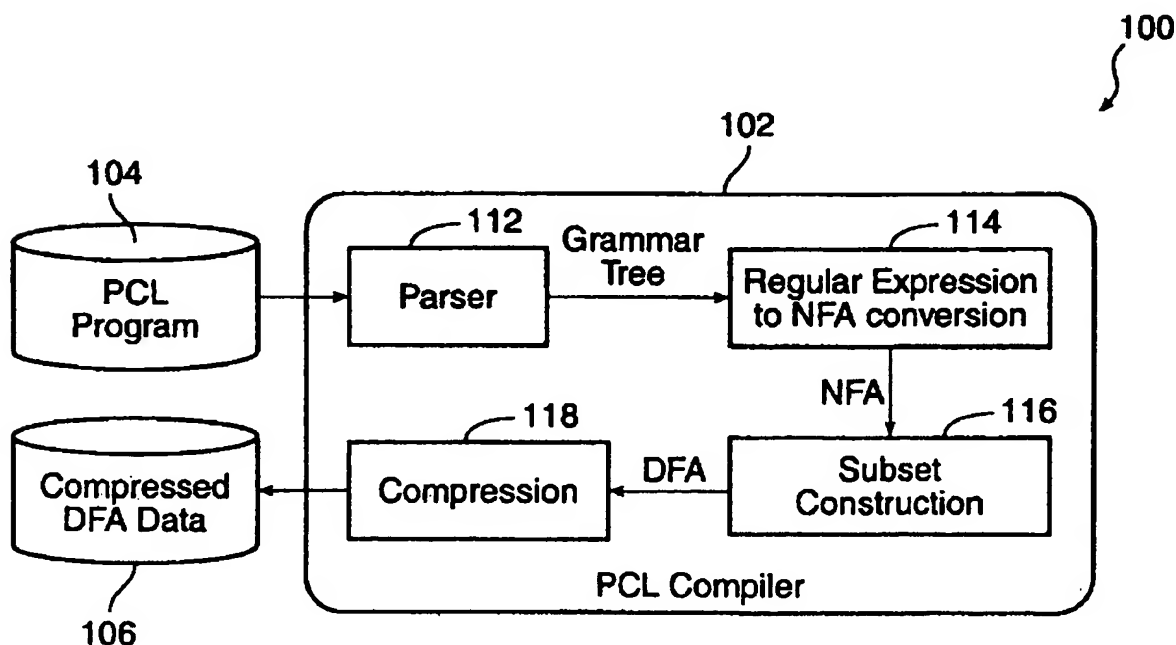 100
102
104
PCL
Program
112
Parser
Grammar
Tree
114
Regular Expression
to NFA conversion
NFA
116
Subset
Construction
DFA
118
Compression
Compressed
DFA Data
106
PCL Compiler